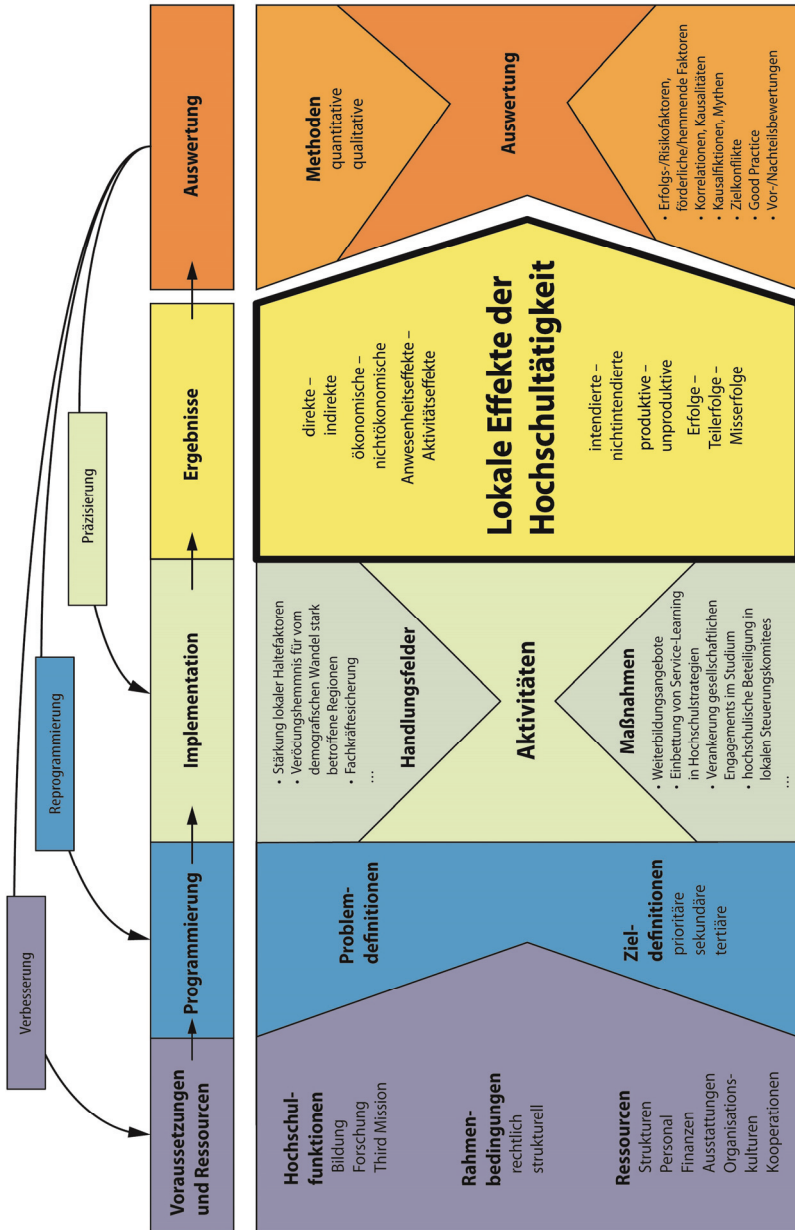 Verbesserung
Reprogrammierung
Präzisierung
Voraussetzungen
und Ressourcen
Programmierung
Implementation
Ergebnisse
Auswertung
Hochschul-
funktionen
Bildung
Forschung
Third Mission
Rahmen-
bedingungen
rechtlich
strukturell
Ressourcen
Strukturen
Personal
Finanzen
Ausstattungen
Organisations-
kulturen
Kooperationen
Problem-
definitionen
Ziel-
definitionen
prioritäre
sekundäre
tertiäre
• Stärkung lokaler Haltefaktoren
• Veröcungshemmnis für vom
demografischen Wandel stark
betroffene Regionen
• Fachkräftesicherung
…
Handlungsfelder
Aktivitäten
Maßnahmen
• Weiterbildungsangebote
• Einbettung von Service-Learning
in Hochschulstrategien
• Verankerung gesellschaftlichen
Engagements im Studium
• hochschulische Beteiligung in
lokalen Steuerungskomitees
…
direkte –
indirekte
ökonomische –
nichtökonomische
Anwesenheitseffekte –
Aktivitätseffekte
Lokale Effekte der
Hochschultätigkeit
intendierte –
nichtintendierte
produktive –
unproduktive
Erfolge –
Teilerfolge –
Misserfolge
Methoden
quantitative
qualitative
Auswertung
• Erfolgs-/Risikofaktoren,
förderliche/hemmende Faktoren
• Korrelationen, Kausalitäten
• Kausalfiktionen, Mythen
• Zielkonflikte
• Good Practice
• Vor-/Nachteilsbewertungen